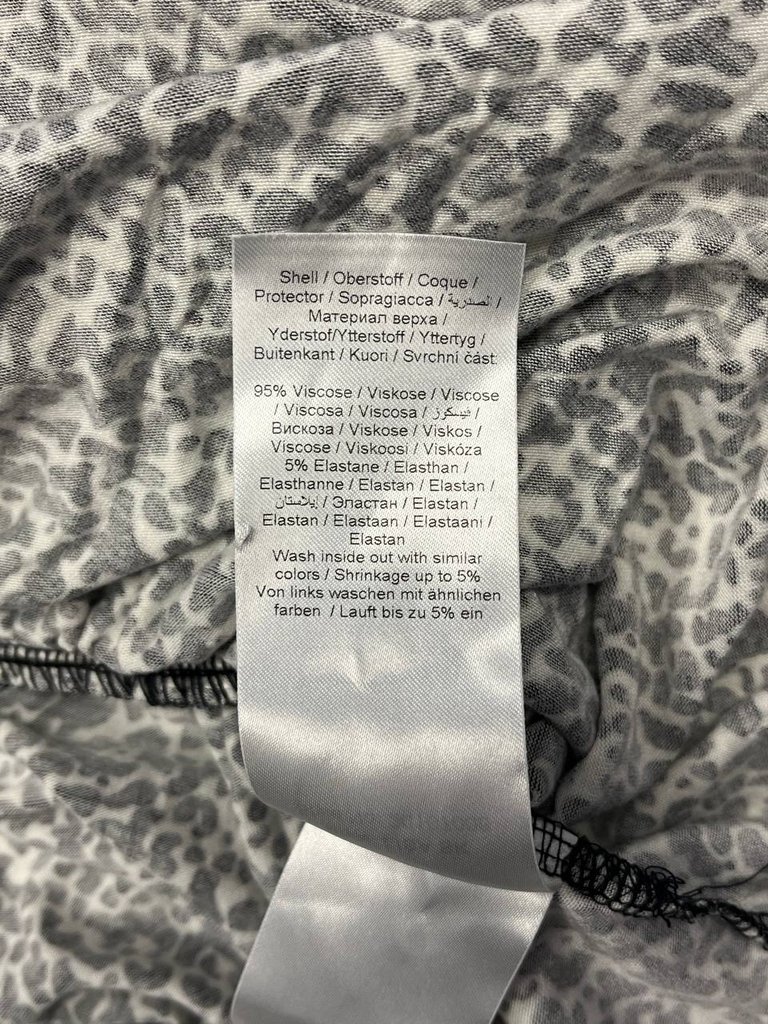 Shell / Oberstoff / Coque /
Protector / Sopragiacca / الصدرية /
Материал верха /
Yderstof/Ytterstoff / Yttertyg /
Buitenkant / Kuori / Svrchní část:
95% Viscose / Viskose / Viscose
/ Viscosa / Viscosa / فيسكوز /
Вискоза / Viskose / Viskos /
Viscose / Viskoosi / Viskóza
5% Elastane / Elasthan /
Elasthanne / Elastan / Elastan /
إيلاستان / Эластан / Elastan /
Elastan / Elastaan / Elastaani /
Elastan
Wash inside out with similar
colors / Shrinkage up to 5%
Von links waschen mit ähnlichen
farben / Lauft bis zu 5% ein